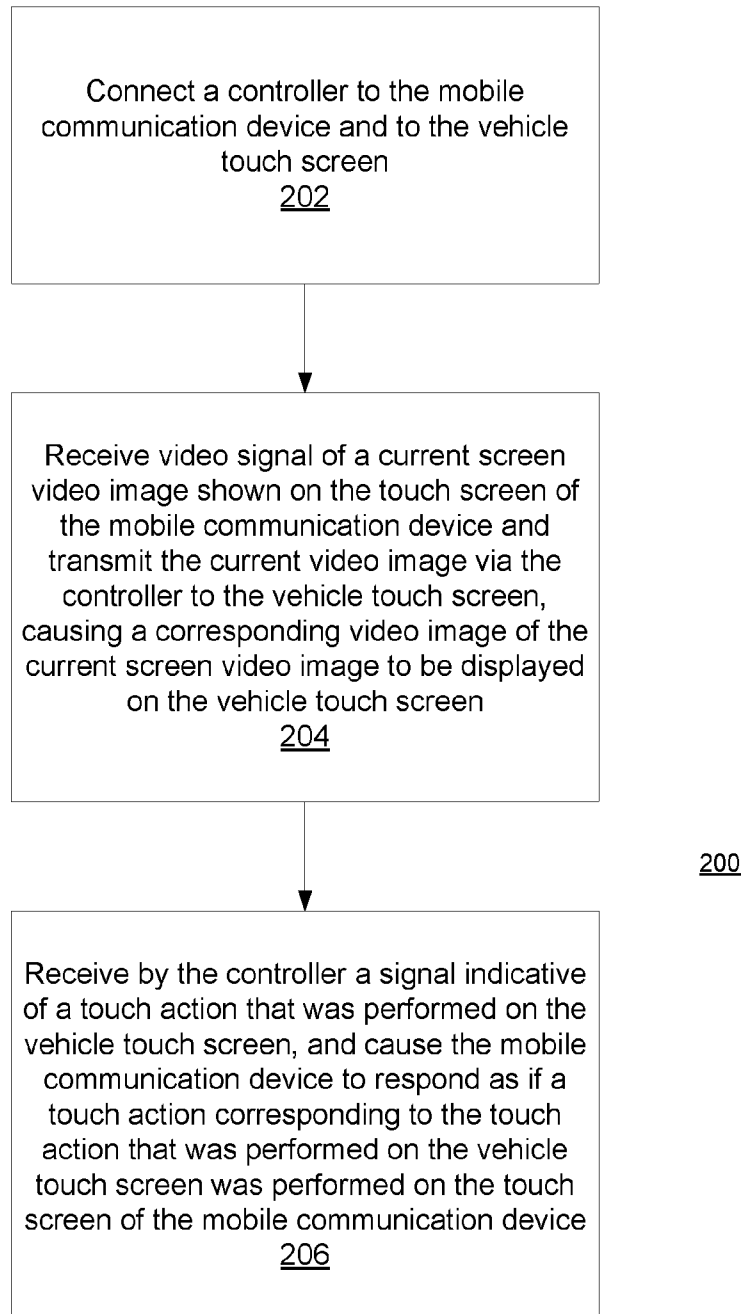 Connect a controller to the mobile
communication device and to the vehicle
touch screen
202
Receive video signal of a current screen
video image shown on the touch screen of
the mobile communication device and
transmit the current video image via the
controller to the vehicle touch screen,
causing a corresponding video image of the
current screen video image to be displayed
on the vehicle touch screen
204
200
Receive by the controller a signal indicative
of a touch action that was performed on the
vehicle touch screen, and cause the mobile
communication device to respond as if a
touch action corresponding to the touch
action that was performed on the vehicle
touch screen was performed on the touch
screen of the mobile communication device
206